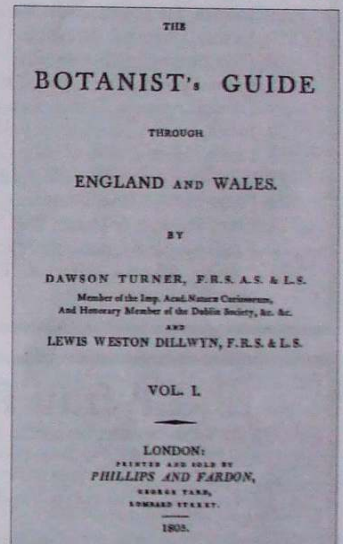 THE
BOTANIST's GUIDE
THROUGH
ENGLAND AND WALES.
BY
DAWSON TURNER, F.R.S. A.S. & L.S.
Member of the Imp. Acad. Naturæ Curiosorum,
And Honorary Member of the Dublin Society, &c. &c.
AND
LEWIS WESTON DILLWYN, F.R.S. & L.S.
VOL. I.
LONDON:
PRINTED AND SOLD BY
PHILLIPS AND FARDON,
GEORGE YARD,
LOMBARD STREET.
1805.